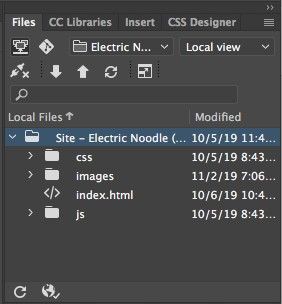 Files CC Libraries Insert CSS Designer
Electric N... Local view
Local Files Modified
Site – Electric Noodle (... 10/5/19 11:4...
css 10/5/19 8:43...
images 11/2/19 7:06...
index.html 10/6/19 10:4...
js 10/5/19 8:43...